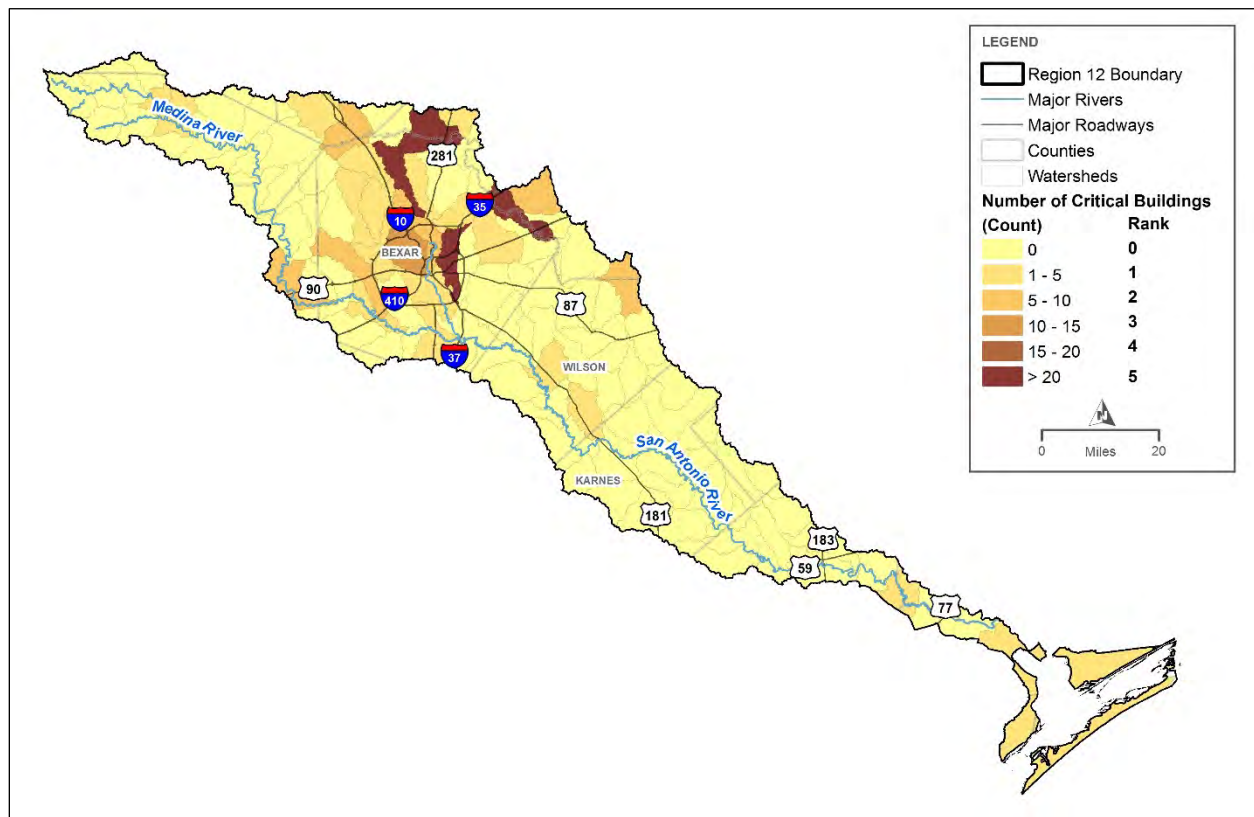 LEGEND
Region 12 Boundary
Major Rivers
Major Roadways
Counties
Watersheds
Number of Critical Buildings
(Count) Rank
0 0
1 - 5 1
5 - 10 2
10 - 15 3
15 - 20 4
> 20 5
N
0 20
Miles
Medina River
281
35
10
BEXAR
90
410
87
37
WILSON
San Antonio River
KARNES
181
183
59
77